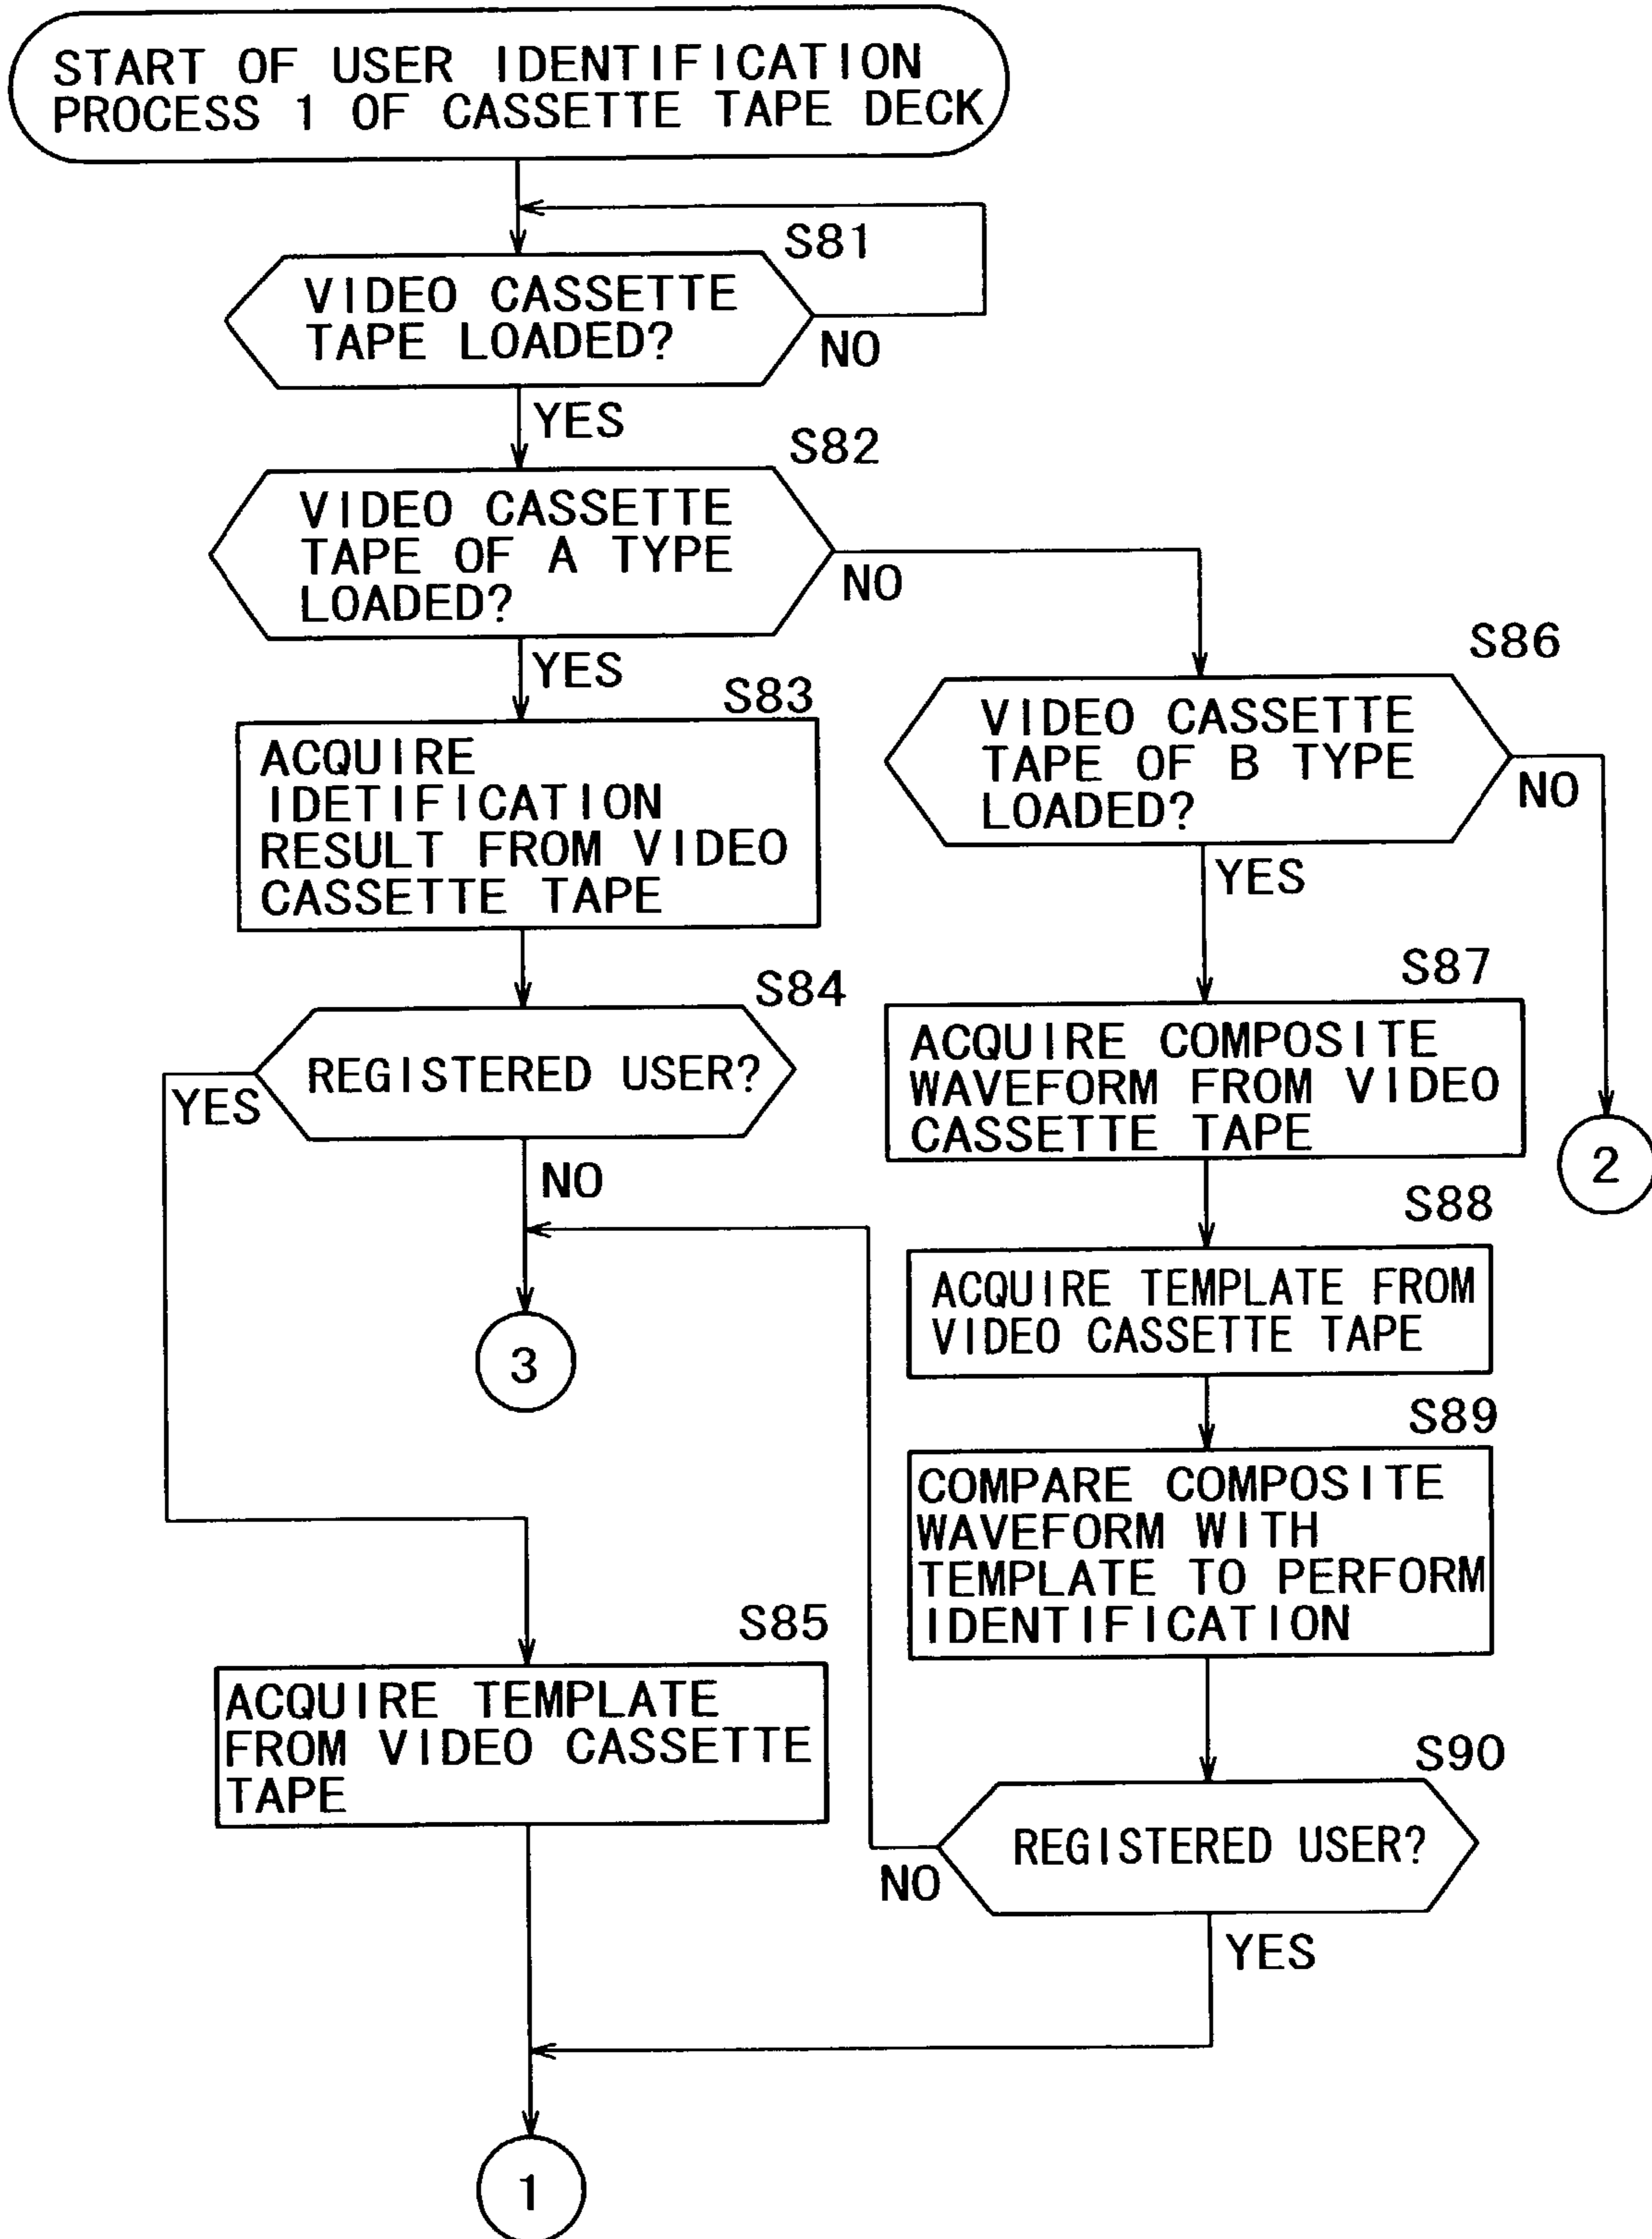 START OF USER IDENTIFICATION
PROCESS 1 OF CASSETTE TAPE DECK
S81
VIDEO CASSETTE
TAPE LOADED?
NO
YES
S82
VIDEO CASSETTE
TAPE OF A TYPE
LOADED?
NO
YES
S83
ACQUIRE
IDETIFICATION
RESULT FROM VIDEO
CASSETTE TAPE
S84
REGISTERED USER?
YES
NO
3
S85
ACQUIRE TEMPLATE
FROM VIDEO CASSETTE
TAPE
S86
VIDEO CASSETTE
TAPE OF B TYPE
LOADED?
NO
YES
2
S87
ACQUIRE COMPOSITE
WAVEFORM FROM VIDEO
CASSETTE TAPE
S88
ACQUIRE TEMPLATE FROM
VIDEO CASSETTE TAPE
S89
COMPARE COMPOSITE
WAVEFORM WITH
TEMPLATE TO PERFORM
IDENTIFICATION
S90
REGISTERED USER?
NO
YES
1